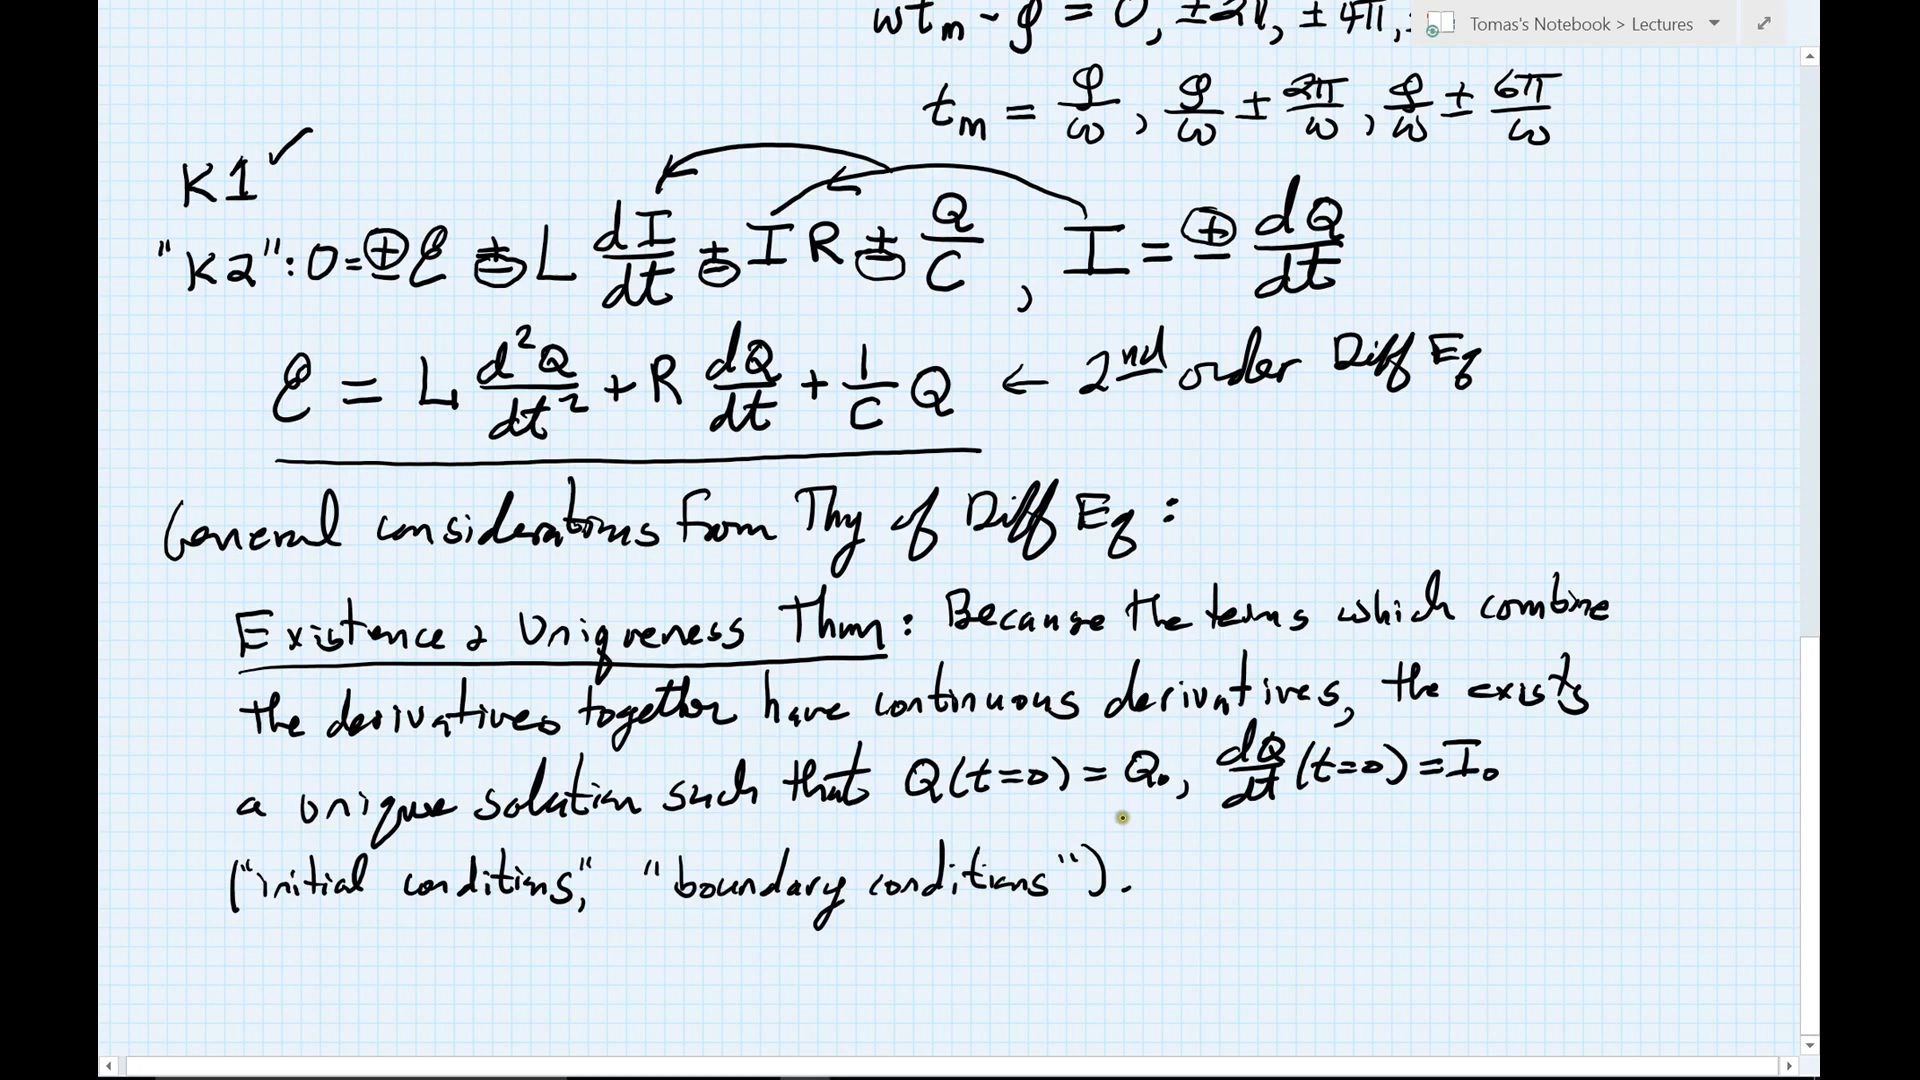 ωt_m - φ = 0, ±2π, ±4π,
Tomas's Notebook > Lectures
t_m = φ/ω, φ/ω ± 2π/ω, φ/ω ± 6π/ω
K1 ✓
"K2": 0 = ± ℰ ± L dI/dt ± IR ± Q/C , I = ± dQ/dt
ℰ = L d²Q/dt² + R dQ/dt + 1/C Q ← 2nd order Diff Eq
General considerations from Thy of Diff Eq:
Existence & Uniqueness Thm: Because the terms which combine
the derivatives together have continuous derivatives, the exists
a unique solution such that Q(t=0) = Q₀, dQ/dt (t=0) = I₀
("initial conditions," "boundary conditions").